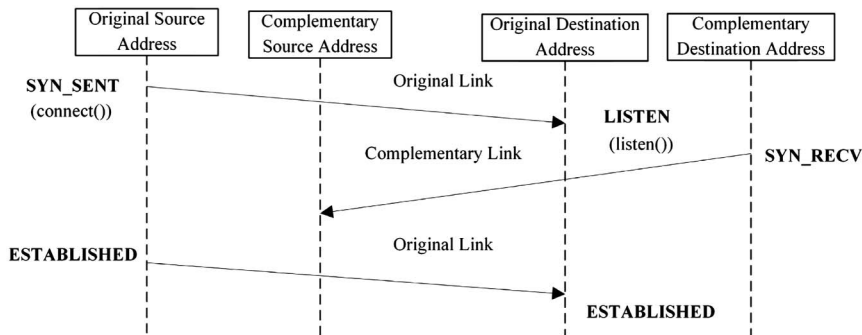 Original Source
Address
Complementary
Source Address
Original Destination
Address
Complementary
Destination Address
SYN_SENT
(connect())
Original Link
LISTEN
(listen())
Complementary Link
SYN_RECV
ESTABLISHED
Original Link
ESTABLISHED